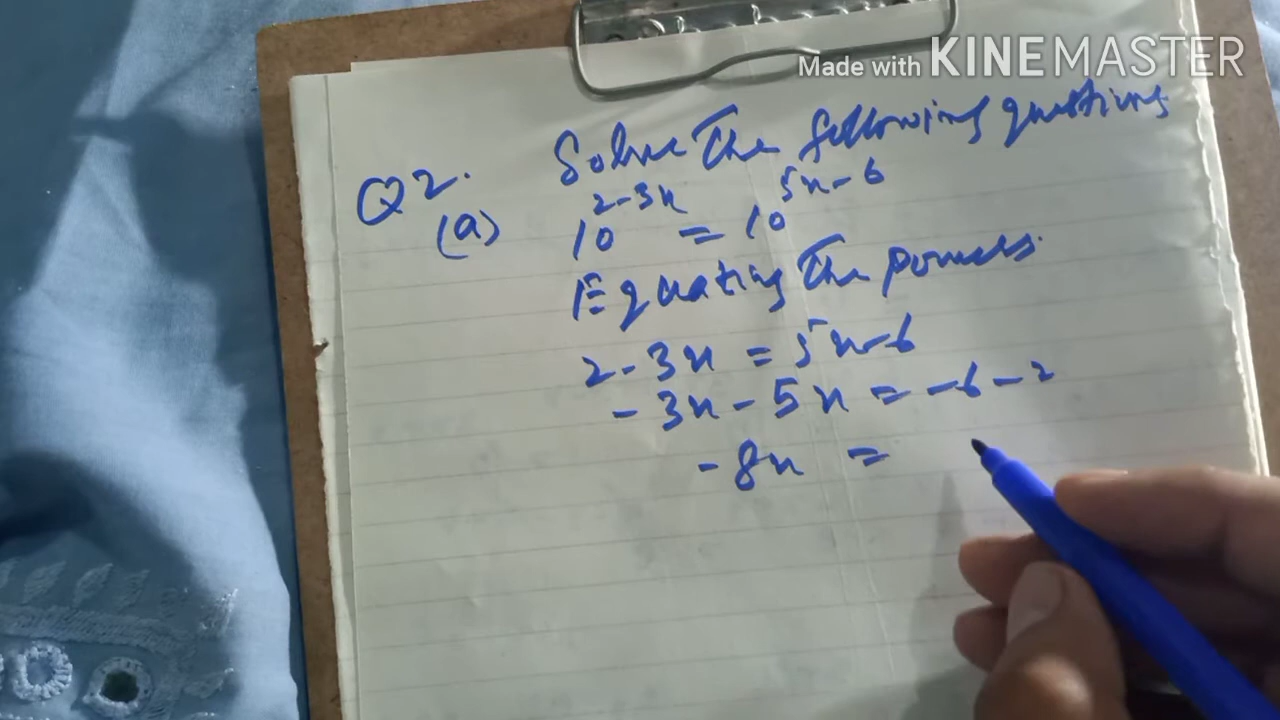 Made with KINEMASTER
Q2. Solve The following questions
(a) 10^{2-3x} = 10^{5x-6}
Equating The powers.
2-3x = 5x-6
-3x-5x = -6-2
-8x =